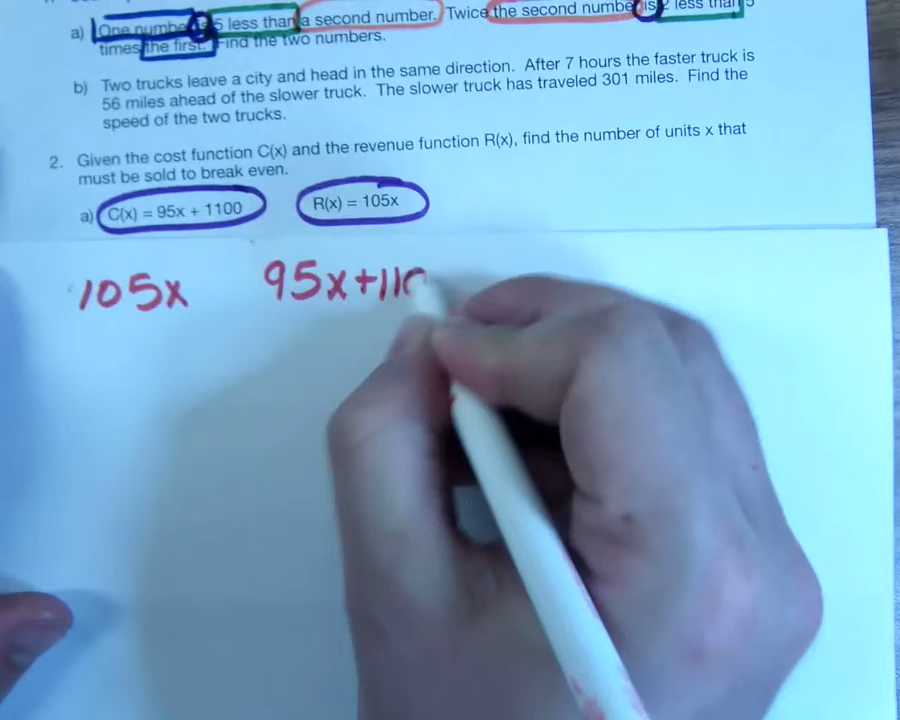 a) One number is 5 less than a second number. Twice the second number is 2 less than 5
times the first. Find the two numbers.
b) Two trucks leave a city and head in the same direction. After 7 hours the faster truck is
56 miles ahead of the slower truck. The slower truck has traveled 301 miles. Find the
speed of the two trucks.
2. Given the cost function C(x) and the revenue function R(x), find the number of units x that
must be sold to break even.
a) C(x) = 95x + 1100 R(x) = 105x
105x 95x+110